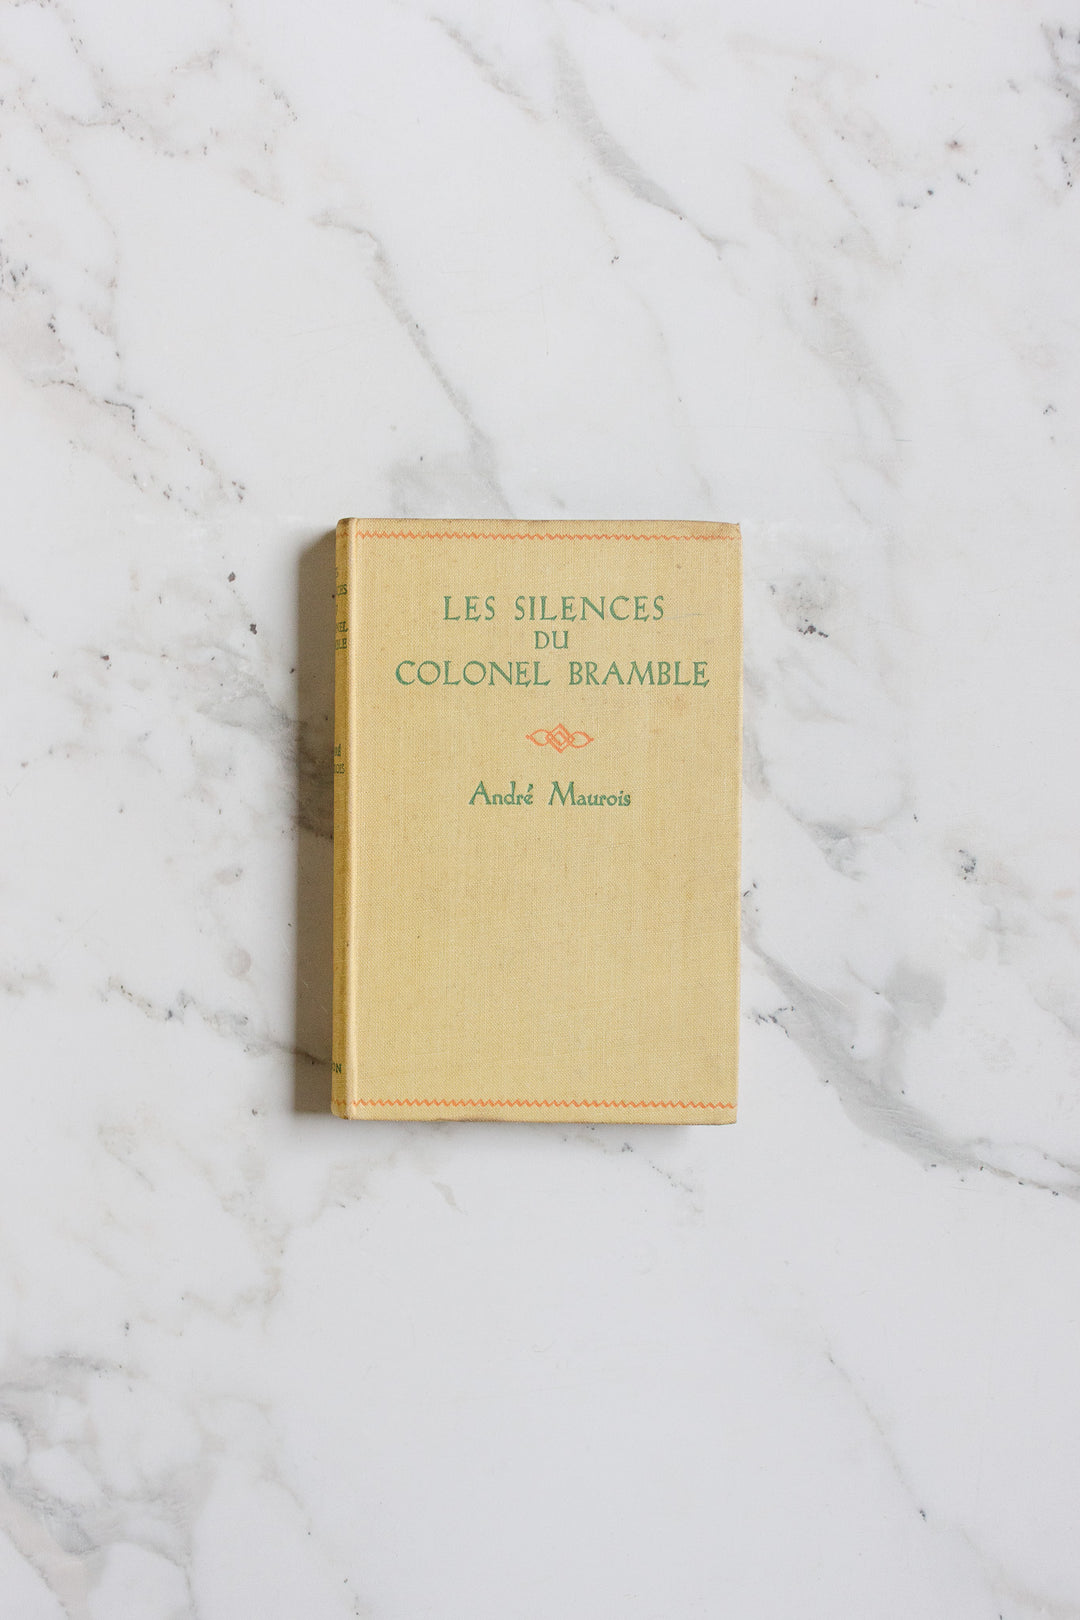 LES SILENCES
DU
COLONEL BRAMBLE
André Maurois